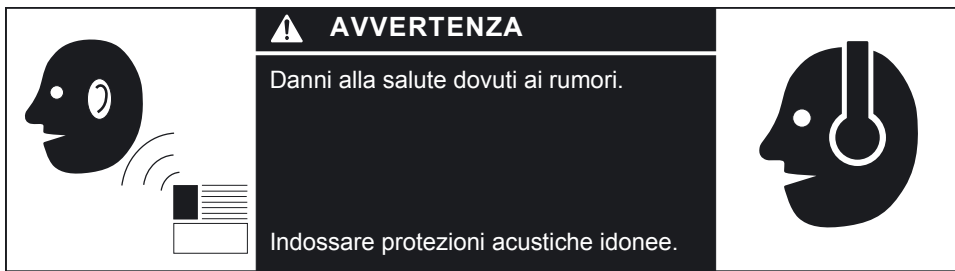 AVVERTENZA
Danni alla salute dovuti ai rumori.
Indossare protezioni acustiche idonee.